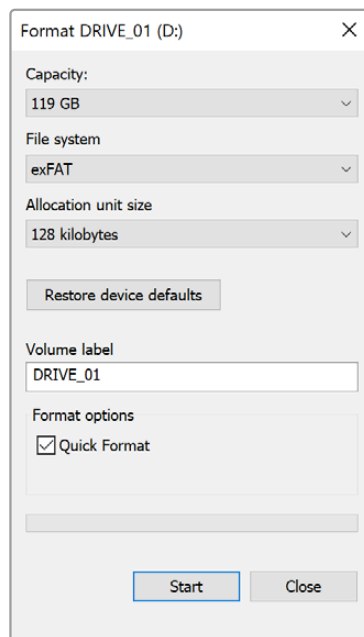 Format DRIVE_01 (D:)
Capacity:
119 GB
File system
exFAT
Allocation unit size
128 kilobytes
Restore device defaults
Volume label
DRIVE_01
Format options
Quick Format
Start Close